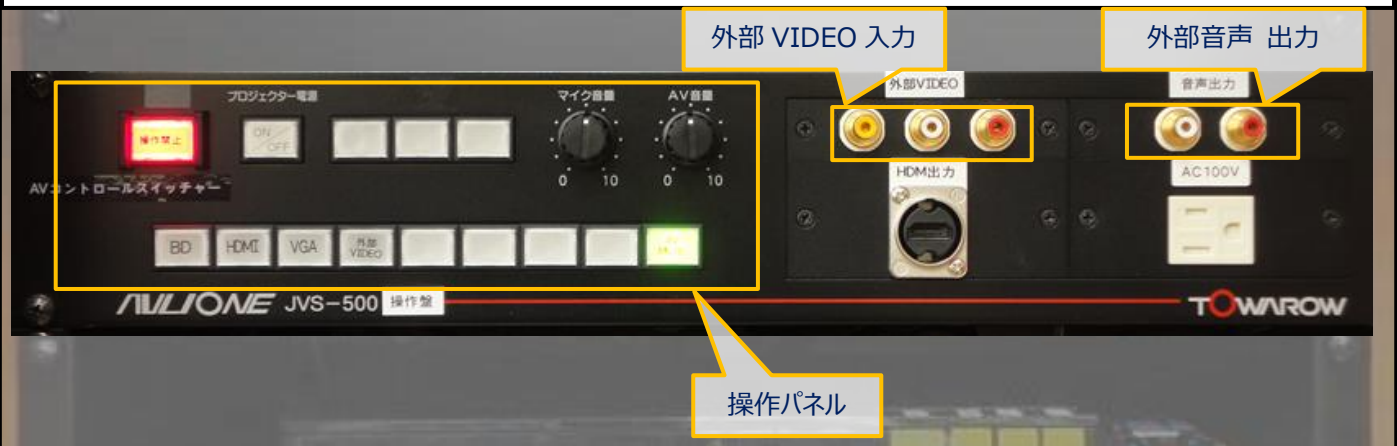 外部 VIDEO 入力
外部音声 出力
外部VIDEO
音声出力
プロジェクター電源
マイク音量
AV音量
操作禁止
ON/OFF
AVコントロールスイッチャー
0 10
0 10
HDM出力
AC100V
BD
HDMI
VGA
外部
VIDEO
AVLIONE JVS-500 操作盤
TOWAROW
操作パネル